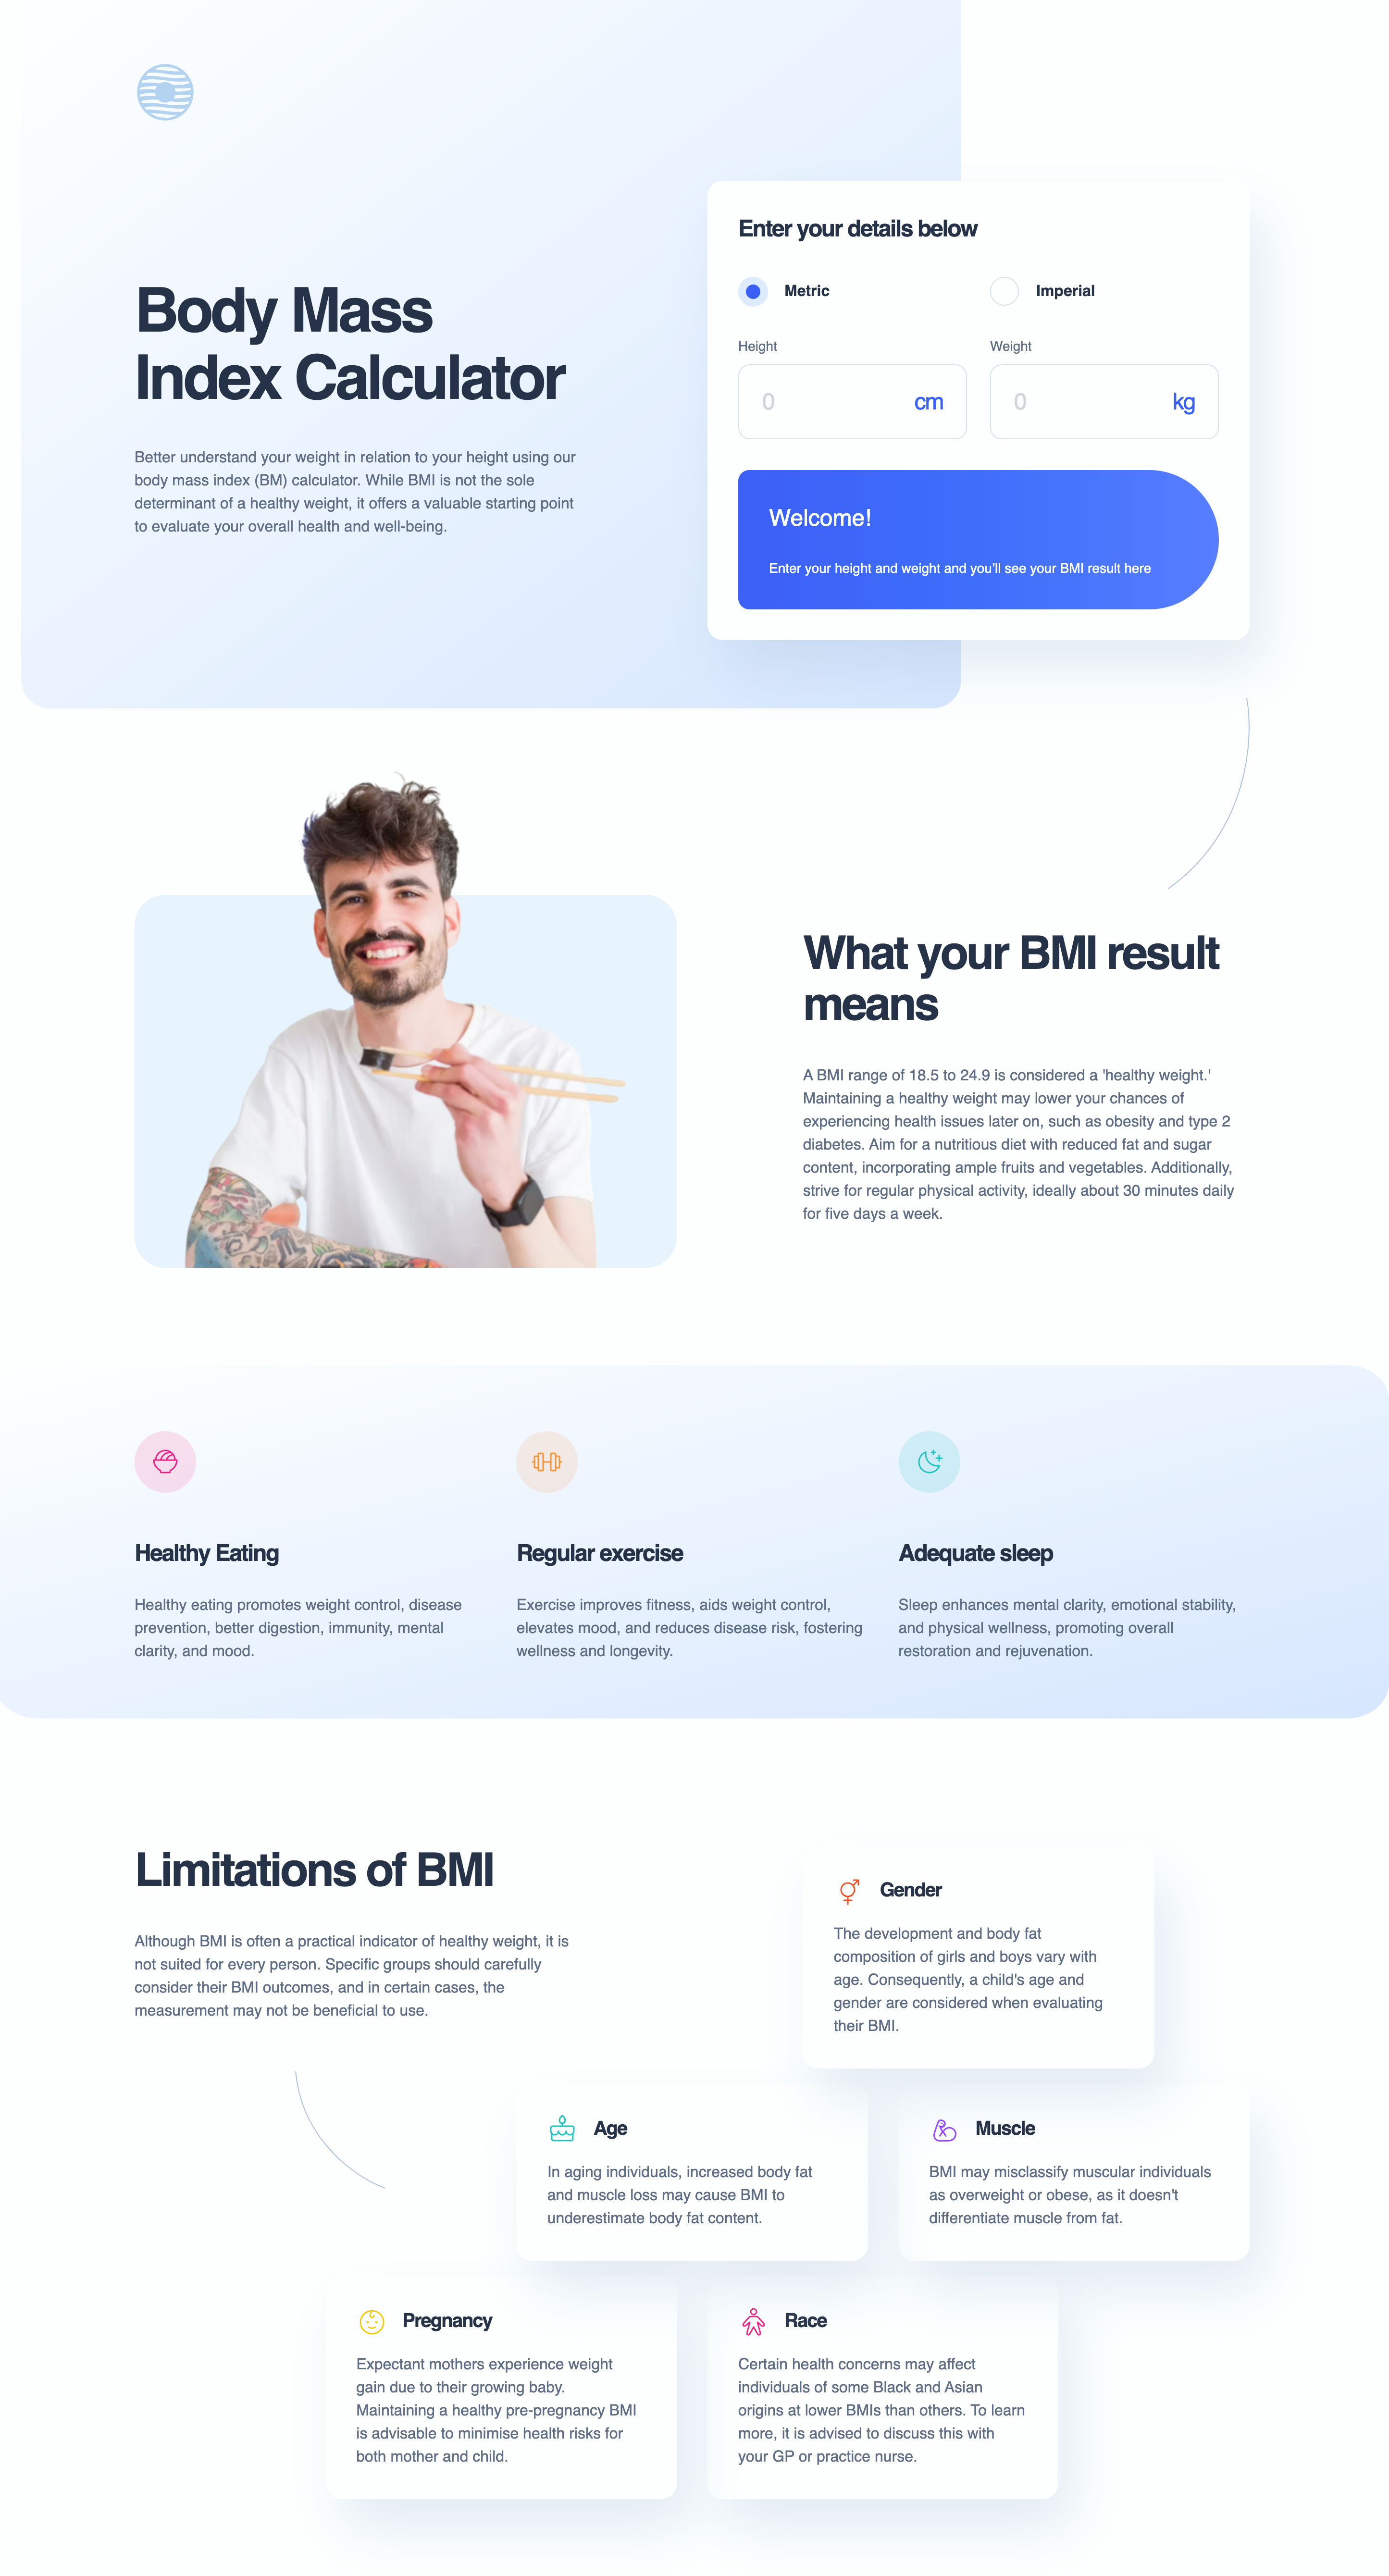 Body Mass
Index Calculator
Better understand your weight in relation to your height using our
body mass index (BM) calculator. While BMI is not the sole
determinant of a healthy weight, it offers a valuable starting point
to evaluate your overall health and well-being.
Enter your details below
Metric
Imperial
Height
Weight
0 cm
0 kg
Welcome!
Enter your height and weight and you'll see your BMI result here
What your BMI result
means
A BMI range of 18.5 to 24.9 is considered a 'healthy weight.'
Maintaining a healthy weight may lower your chances of
experiencing health issues later on, such as obesity and type 2
diabetes. Aim for a nutritious diet with reduced fat and sugar
content, incorporating ample fruits and vegetables. Additionally,
strive for regular physical activity, ideally about 30 minutes daily
for five days a week.
Healthy Eating
Healthy eating promotes weight control, disease
prevention, better digestion, immunity, mental
clarity, and mood.
Regular exercise
Exercise improves fitness, aids weight control,
elevates mood, and reduces disease risk, fostering
wellness and longevity.
Adequate sleep
Sleep enhances mental clarity, emotional stability,
and physical wellness, promoting overall
restoration and rejuvenation.
Limitations of BMI
Although BMI is often a practical indicator of healthy weight, it is
not suited for every person. Specific groups should carefully
consider their BMI outcomes, and in certain cases, the
measurement may not be beneficial to use.
Gender
The development and body fat
composition of girls and boys vary with
age. Consequently, a child's age and
gender are considered when evaluating
their BMI.
Age
In aging individuals, increased body fat
and muscle loss may cause BMI to
underestimate body fat content.
Muscle
BMI may misclassify muscular individuals
as overweight or obese, as it doesn't
differentiate muscle from fat.
Pregnancy
Expectant mothers experience weight
gain due to their growing baby.
Maintaining a healthy pre-pregnancy BMI
is advisable to minimise health risks for
both mother and child.
Race
Certain health concerns may affect
individuals of some Black and Asian
origins at lower BMIs than others. To learn
more, it is advised to discuss this with
your GP or practice nurse.